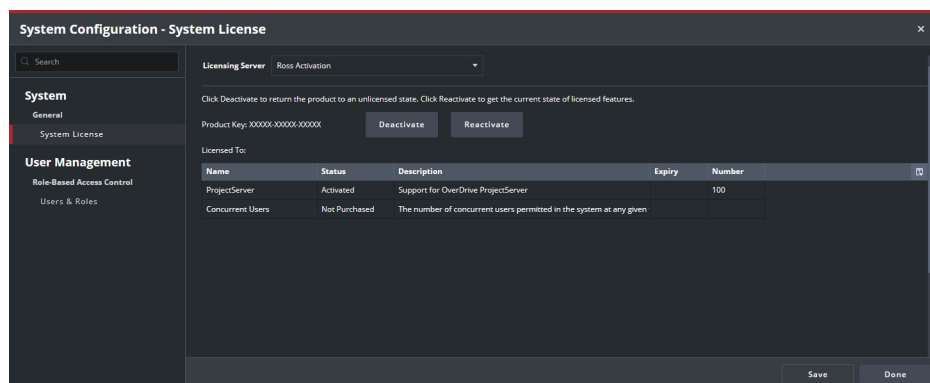 System Configuration - System License
×
Search
Licensing Server Ross Activation
System
General
System License
User Management
Role-Based Access Control
Users & Roles
Click Deactivate to return the product to an unlicensed state. Click Reactivate to get the current state of licensed features.
Product Key: XXXXX-XXXXX-XXXXX Deactivate Reactivate
Licensed To:
Name Status Description Expiry Number
ProjectServer Activated Support for OverDrive ProjectServer 100
Concurrent Users Not Purchased The number of concurrent users permitted in the system at any given
Save Done